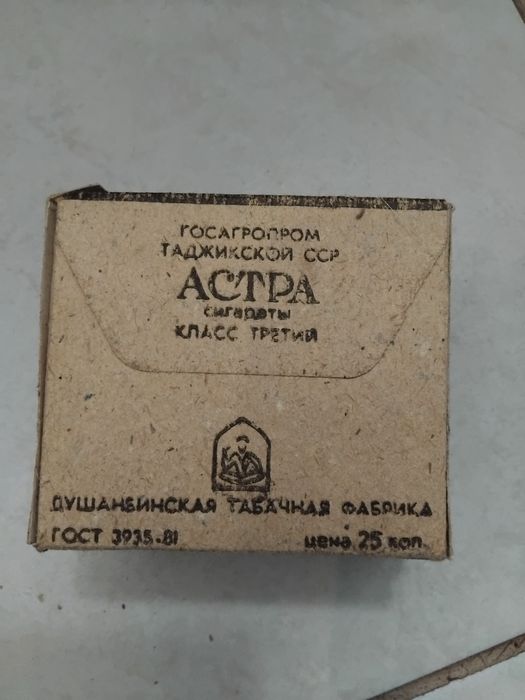 ГОСАГРОПРОМ
ТАДЖИКСКОЙ ССР
АСТРА
сигареты
КЛАСС ТРЕТИЙ
ДУШАНБИНСКАЯ ТАБАЧНАЯ ФАБРИКА
ГОСТ 3935-81 цена 25 коп.